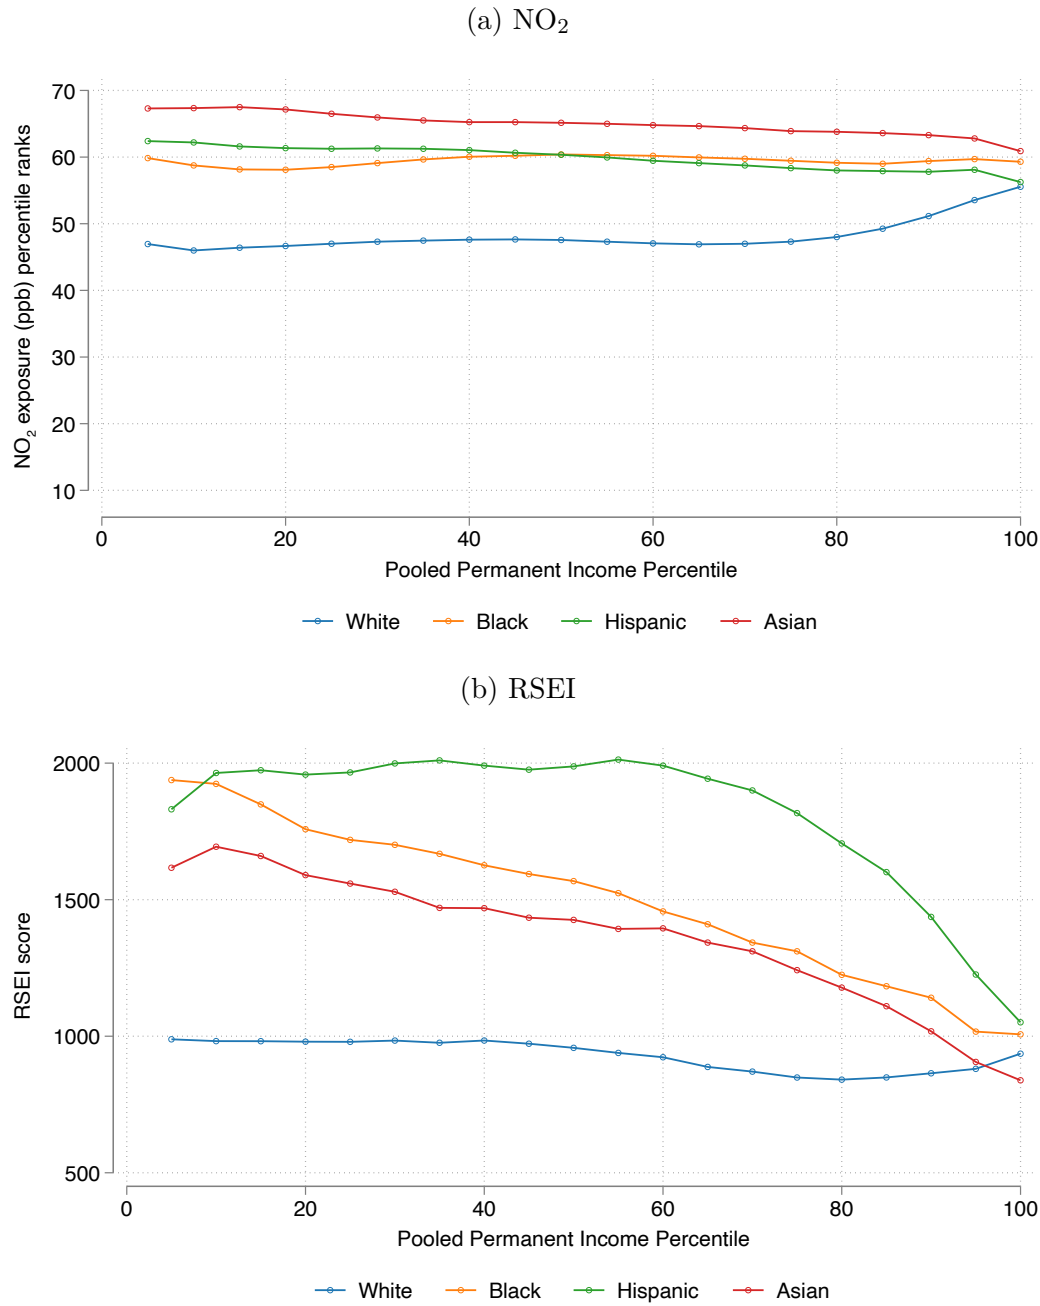 (a) NO₂
NO₂ exposure (ppb) percentile ranks
70
60
50
40
30
20
10
0 20 40 60 80 100
Pooled Permanent Income Percentile
White Black Hispanic Asian
(b) RSEI
RSEI score
2000
1500
1000
500
0 20 40 60 80 100
Pooled Permanent Income Percentile
White Black Hispanic Asian